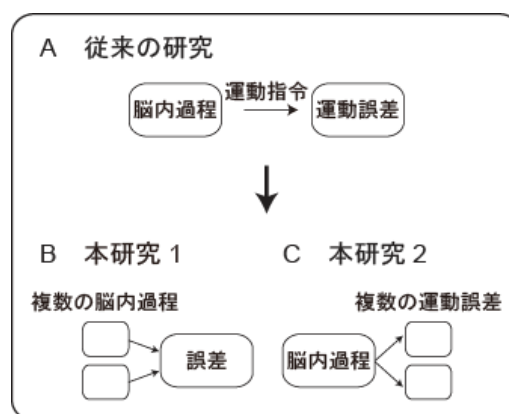 A 従来の研究
運動指令
脳内過程
運動誤差
B 本研究 1
複数の脳内過程
誤差
C 本研究 2
複数の運動誤差
脳内過程